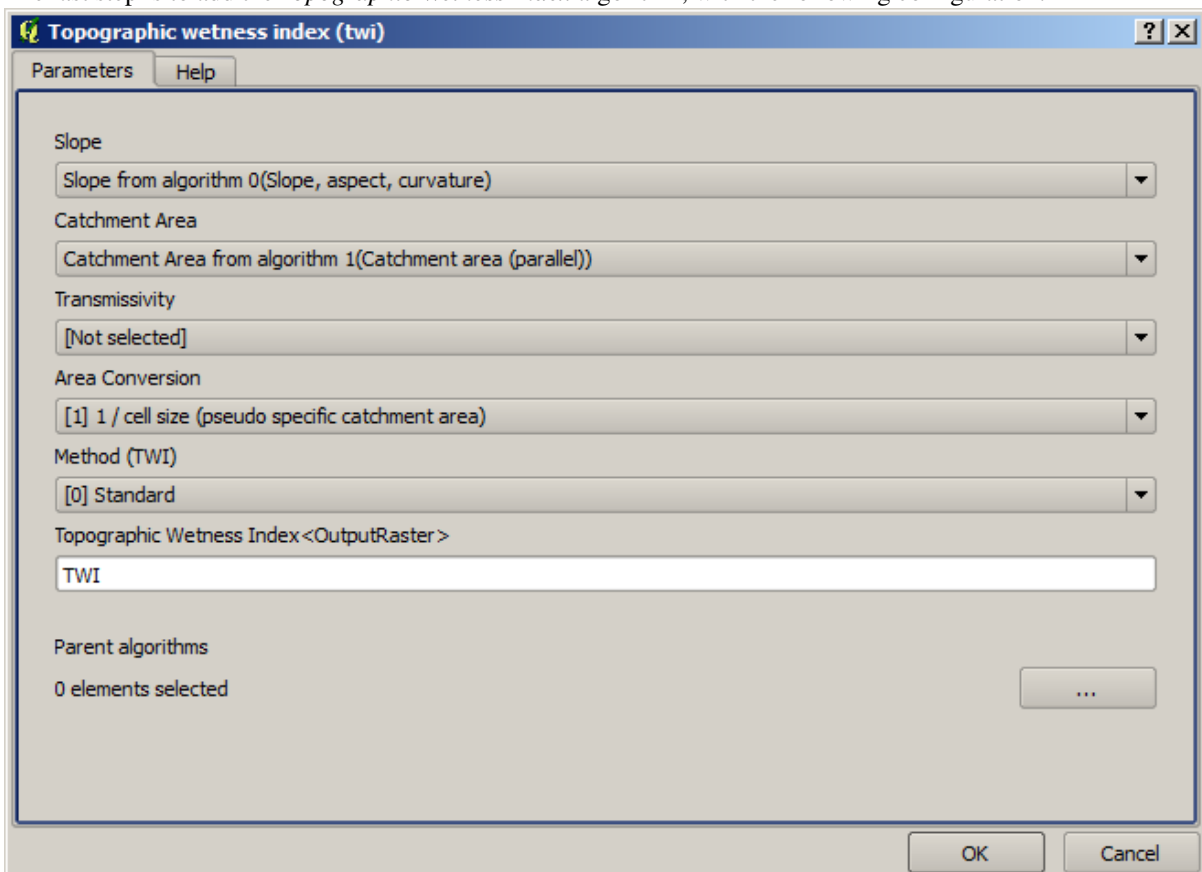 Topographic wetness index (twi)
Parameters Help
Slope
Slope from algorithm 0(Slope, aspect, curvature)
Catchment Area
Catchment Area from algorithm 1(Catchment area (parallel))
Transmissivity
[Not selected]
Area Conversion
[1] 1 / cell size (pseudo specific catchment area)
Method (TWI)
[0] Standard
Topographic Wetness Index<OutputRaster>
TWI
Parent algorithms
0 elements selected ...
OK Cancel